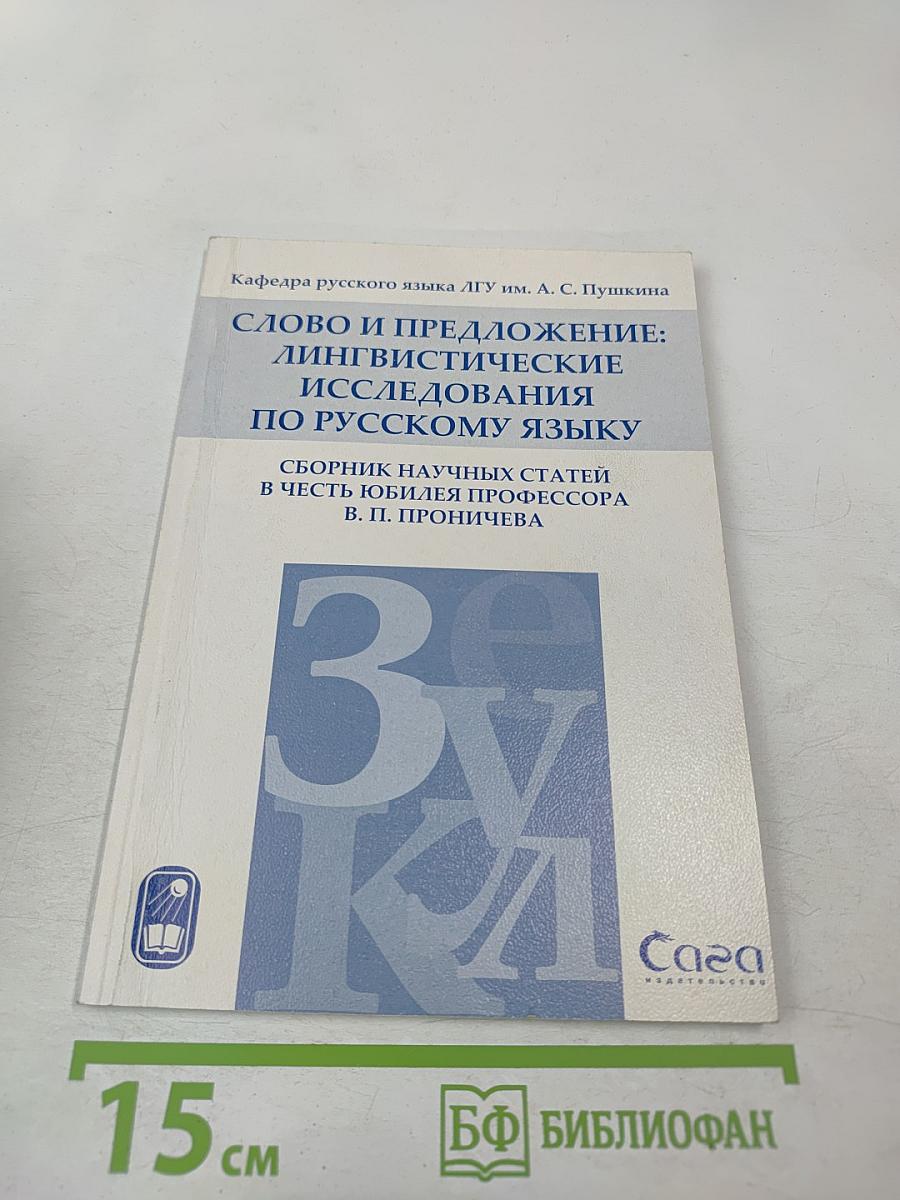 Кафедра русского языка ЛГУ им. А. С. Пушкина
СЛОВО И ПРЕДЛОЖЕНИЕ:
ЛИНГВИСТИЧЕСКИЕ
ИССЛЕДОВАНИЯ
ПО РУССКОМУ ЯЗЫКУ
СБОРНИК НАУЧНЫХ СТАТЕЙ
В ЧЕСТЬ ЮБИЛЕЯ ПРОФЕССОРА
В. П. ПРОНИЧЕВА
З е
У
К Л
Сага
издательство
15 см
БФ БИБЛИОФАН